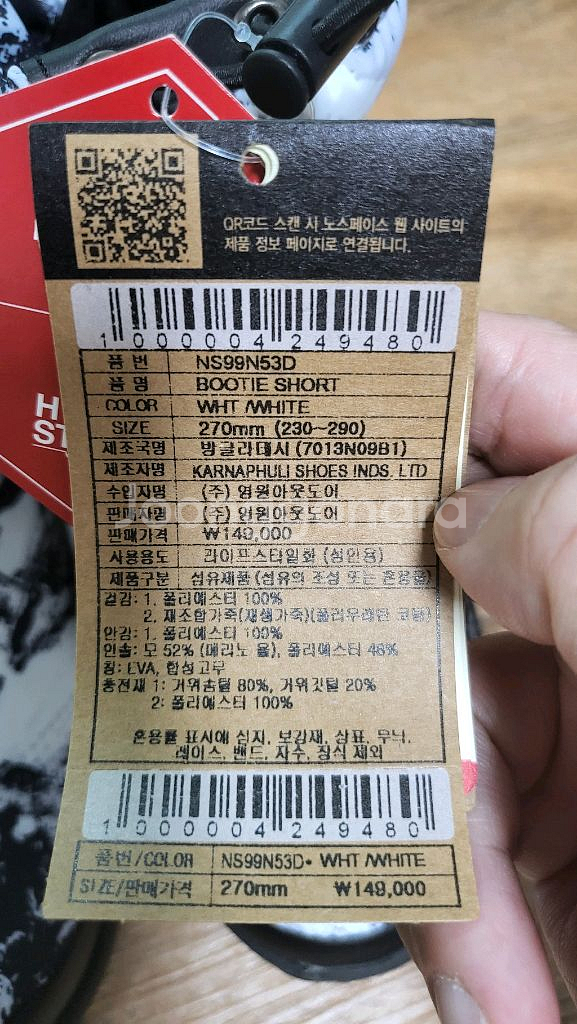 QR코드 스캔 시 노스페이스 웹 사이트의
제품 정보 페이지로 연결됩니다.
1000004249480
품 번 NS99N53D
품 명 BOOTIE SHORT
COLOR WHT /WHITE
SIZE 270mm (230~290)
제조국명 방글라데시 (7013N09B1)
제조자명 KARNAPHULI SHOES INDS. LTD
수입자명 (주) 영원아웃도어
판매자명 (주) 영원아웃도어
판매가격 ₩149,000
사용용도 라이프스타일화 (성인용)
제품구분 섬유제품 (섬유의 조성 또는 혼용률)
겉감: 1. 폴리에스터 100%
2. 재조합가죽(재생가죽)(폴리우레탄 코팅)
안감: 1. 폴리에스터 100%
인솔: 모 52% (메리노 울), 폴리에스터 48%
창: EVA, 합성고무
충전재 1: 거위솜털 80%, 거위깃털 20%
2: 폴리에스터 100%
혼용률 표시에 심지, 보강재, 상표, 무늬,
레이스, 밴드, 자수, 장식 제외
1000004249480
품번/COLOR NS99N53D• WHT /WHITE
SIZE/판매가격 270mm ₩149,000
H
ST